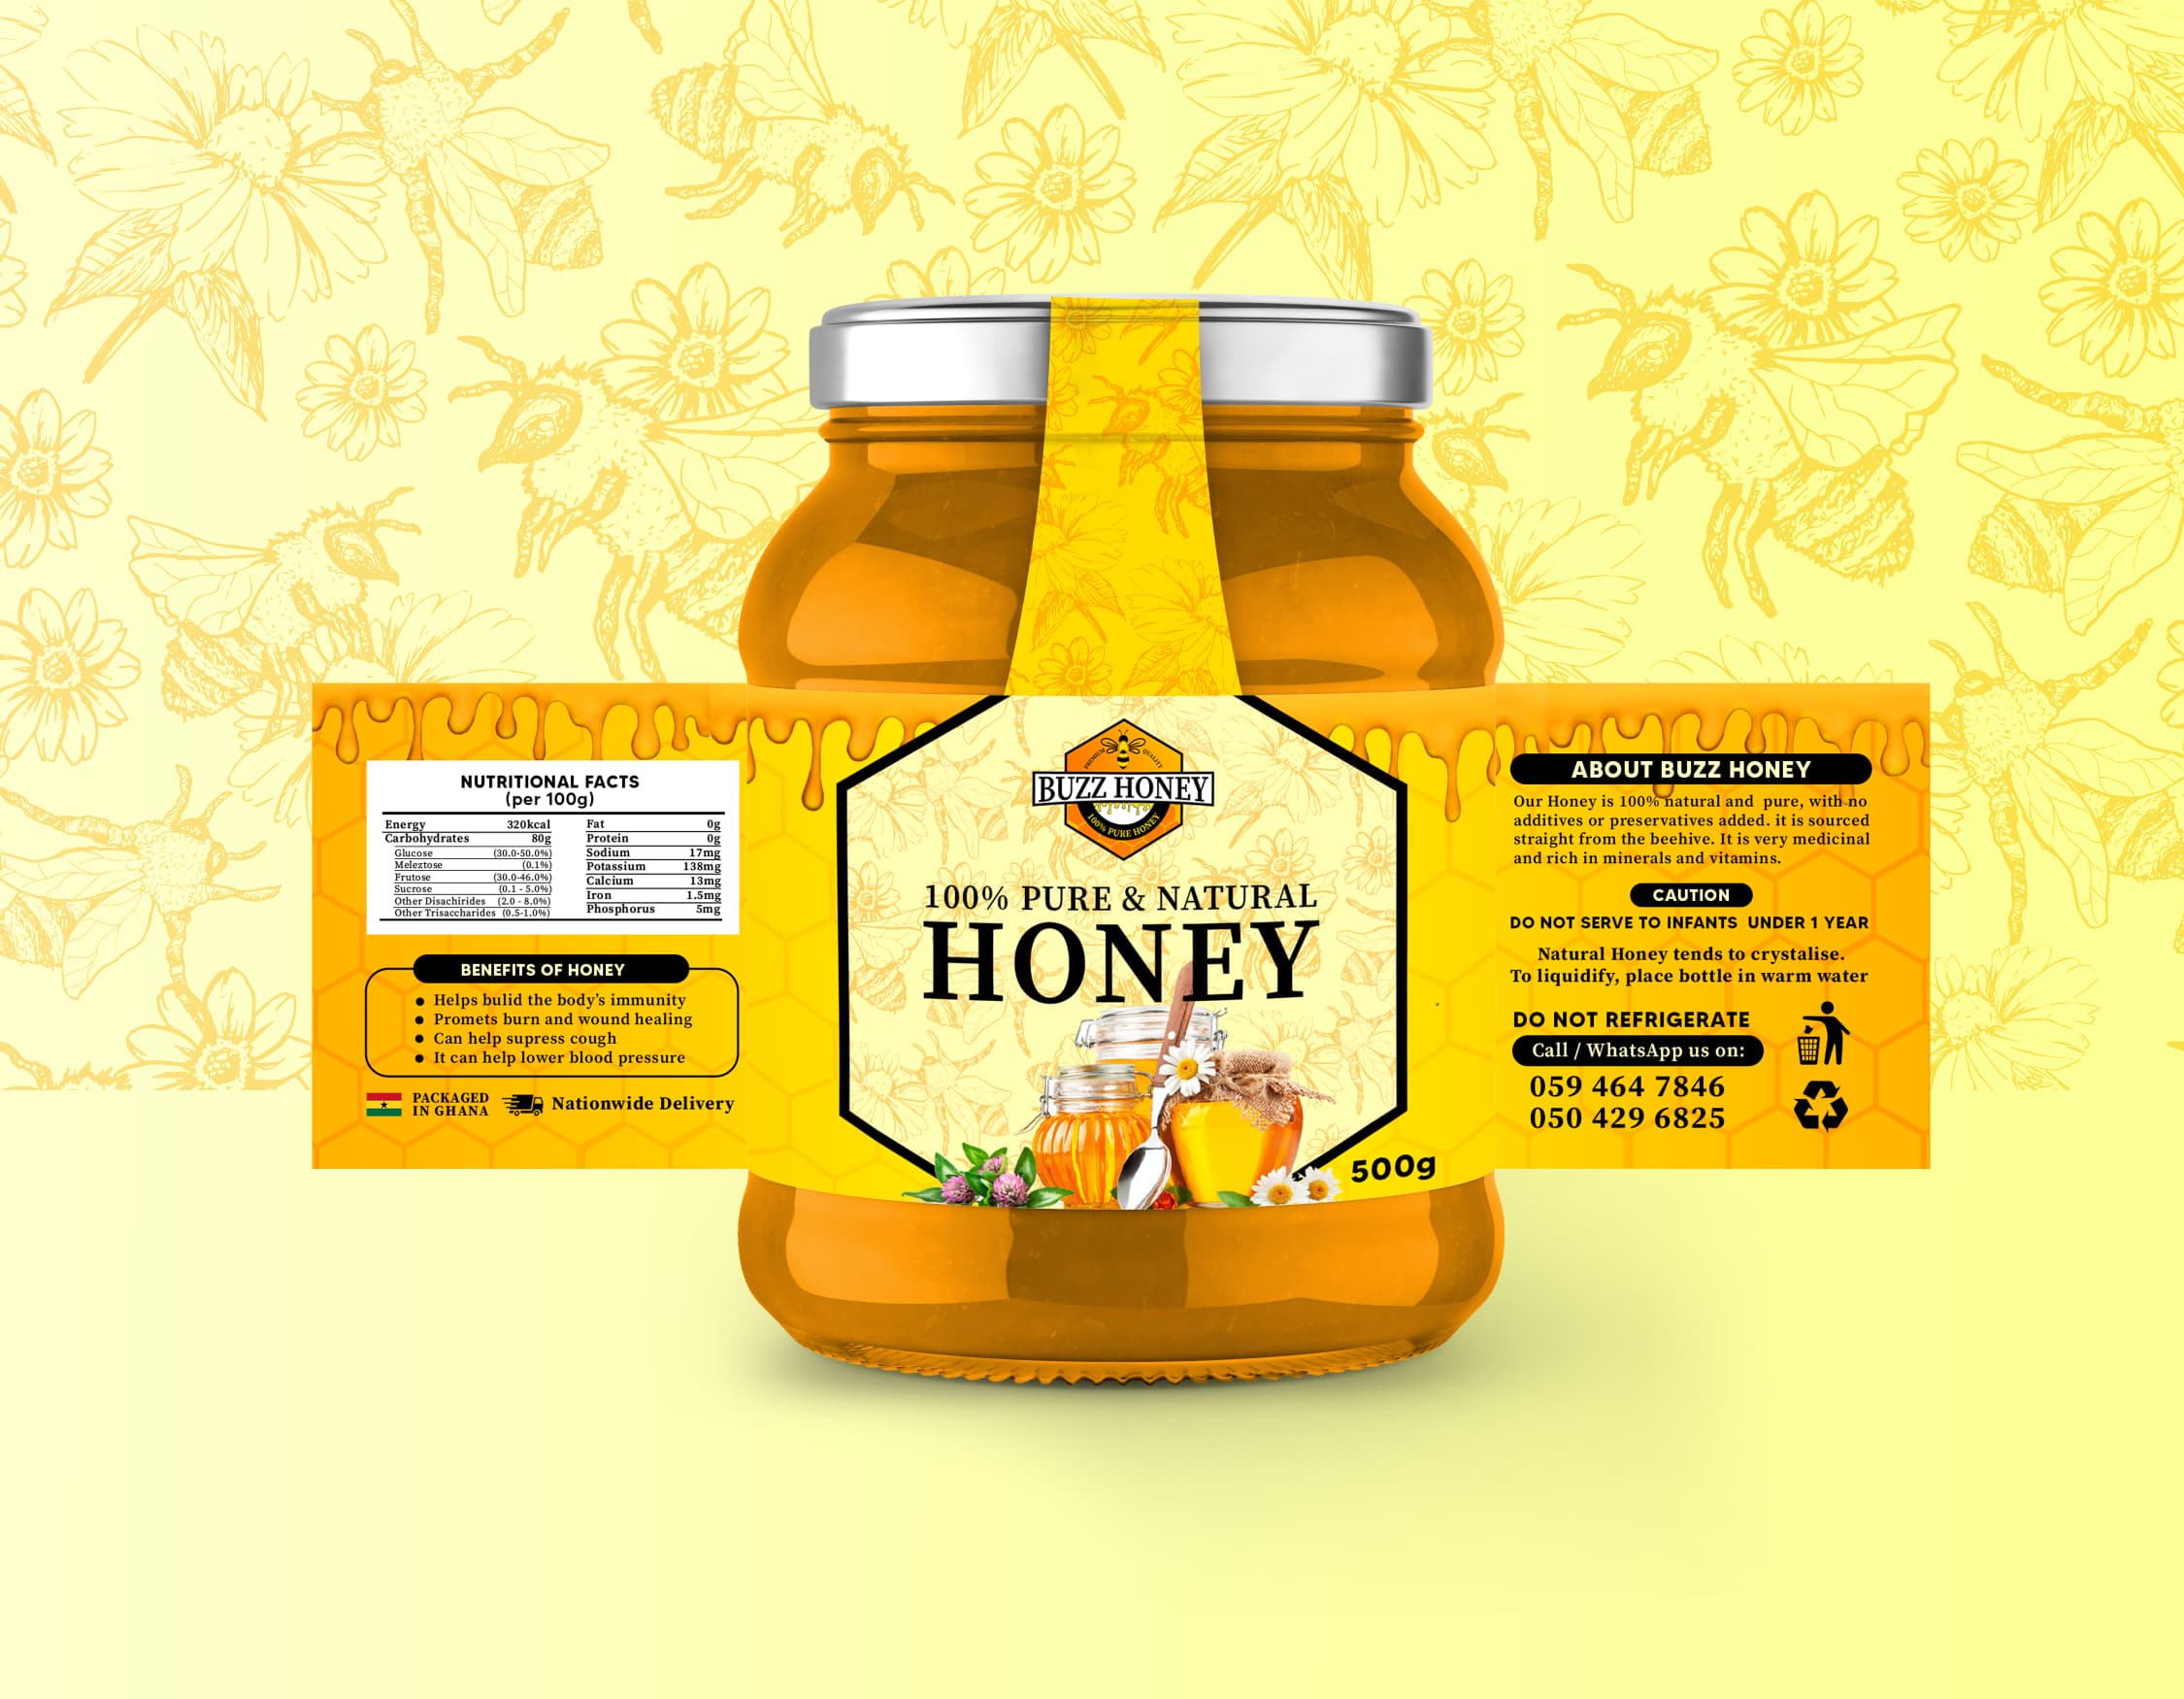 PREMIUM QUALITY
BUZZ HONEY
100% PURE HONEY
100% PURE & NATURAL
HONEY
500g
NUTRITIONAL FACTS
(per 100g)
Energy 320kcal
Carbohydrates 80g
Glucose (30.0-50.0%)
Meleztose (0.1%)
Frutose (30.0-46.0%)
Sucrose (0.1 - 5.0%)
Other Disachirides (2.0 - 8.0%)
Other Trisaccharides (0.5-1.0%)
Fat 0g
Protein 0g
Sodium 17mg
Potassium 138mg
Calcium 13mg
Iron 1.5mg
Phosphorus 5mg
BENEFITS OF HONEY
● Helps bulid the body's immunity
● Promets burn and wound healing
● Can help supress cough
● It can help lower blood pressure
PACKAGED
IN GHANA
Nationwide Delivery
ABOUT BUZZ HONEY
Our Honey is 100% natural and pure, with no
additives or preservatives added. it is sourced
straight from the beehive. It is very medicinal
and rich in minerals and vitamins.
CAUTION
DO NOT SERVE TO INFANTS UNDER 1 YEAR
Natural Honey tends to crystalise.
To liquidify, place bottle in warm water
DO NOT REFRIGERATE
Call / WhatsApp us on:
059 464 7846
050 429 6825